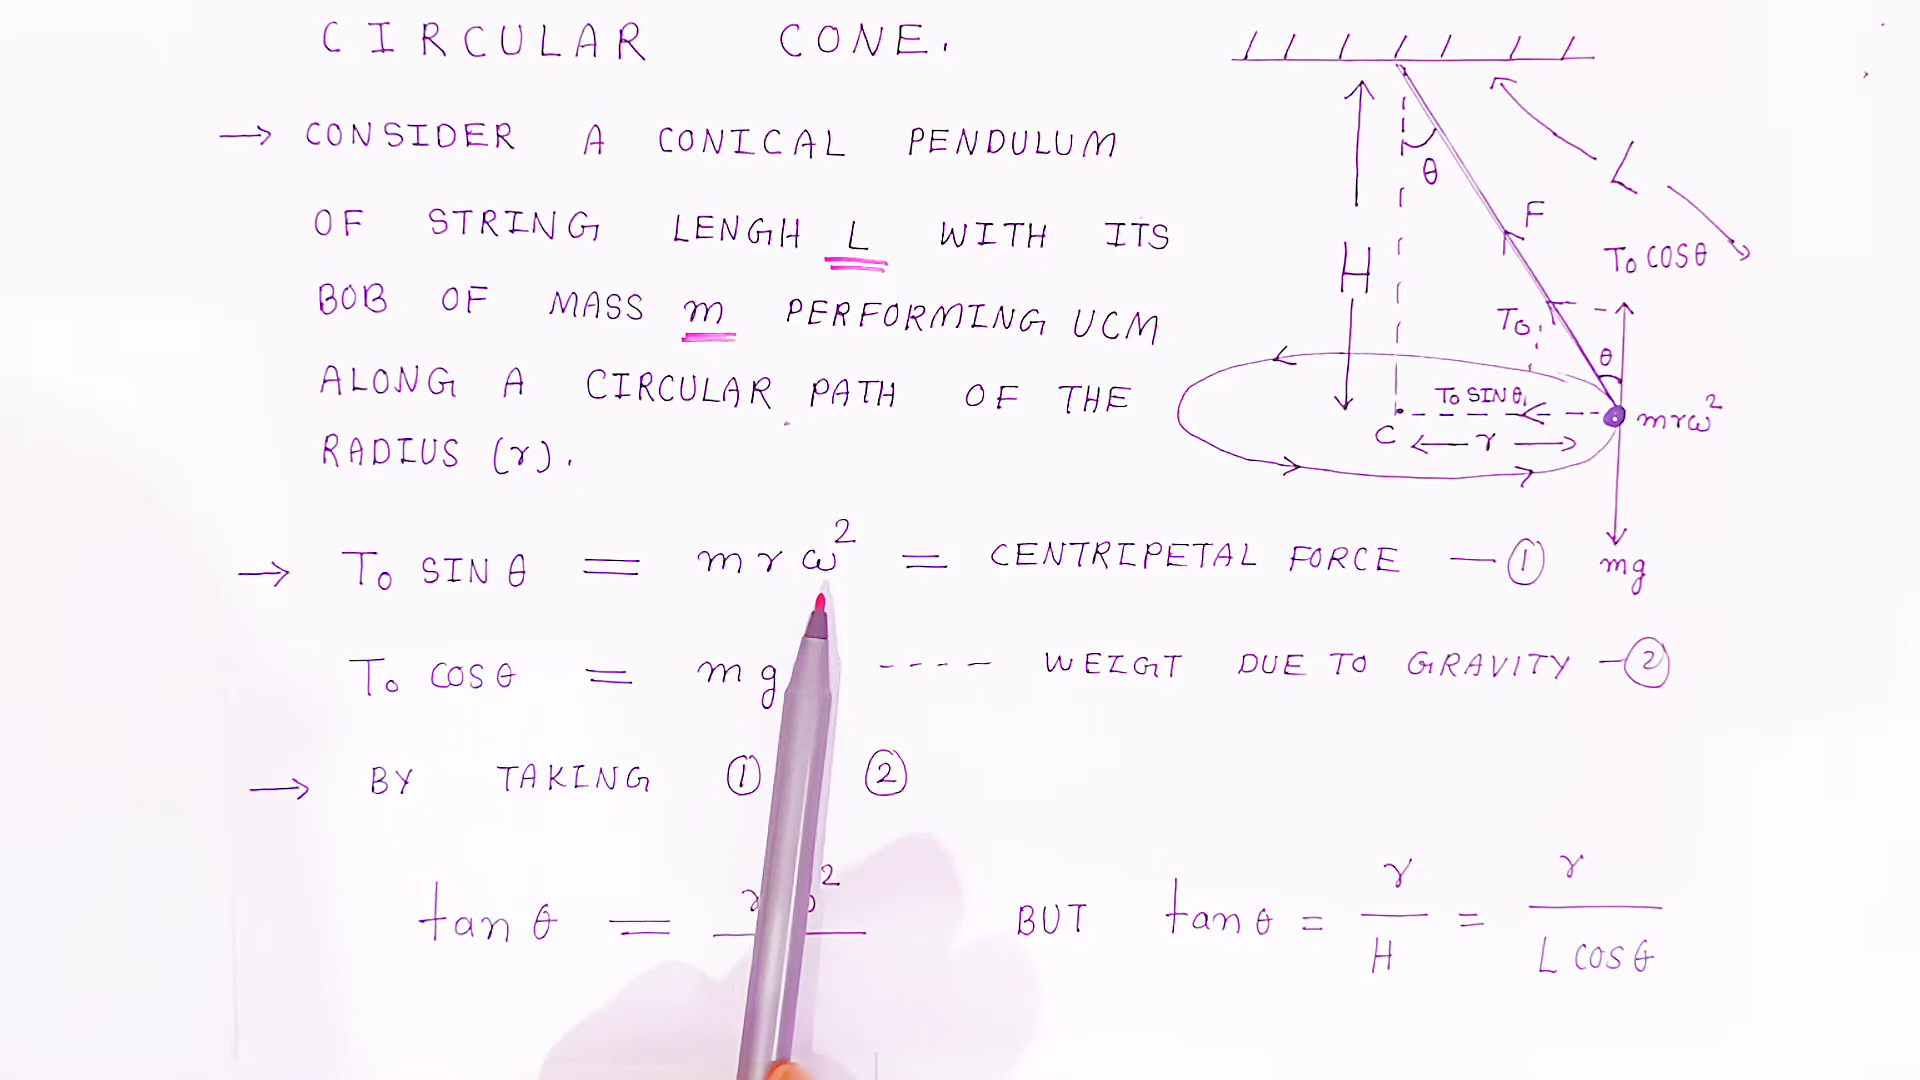 CIRCULAR CONE.
→ CONSIDER A CONICAL PENDULUM
OF STRING LENGH L WITH ITS
BOB OF MASS m PERFORMING UCM
ALONG A CIRCULAR PATH OF THE
RADIUS (r).
→ To SIN θ = m r ω² = CENTRIPETAL FORCE — ①
To COS θ = mg ---- WEIGT DUE TO GRAVITY — ②
→ BY TAKING ① ②
tan θ = BUT tan θ = r / H = r / L COS θ
θ
L
F
To COS θ
H
To
θ
To SIN θ
mrω²
C
r
mg